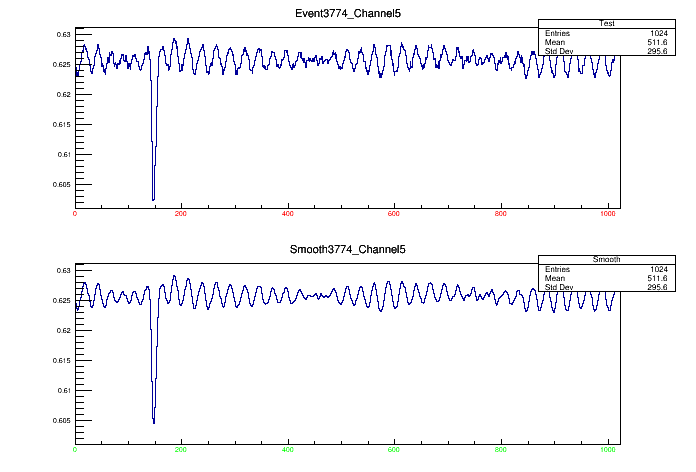 Event3774_Channel5
Test
Entries 1024
Mean 511.6
Std Dev 295.6
0.63
0.625
0.62
0.615
0.61
0.605
0 200 400 600 800 1000
Smooth3774_Channel5
Smooth
Entries 1024
Mean 511.6
Std Dev 295.6
0.63
0.625
0.62
0.615
0.61
0.605
0 200 400 600 800 1000